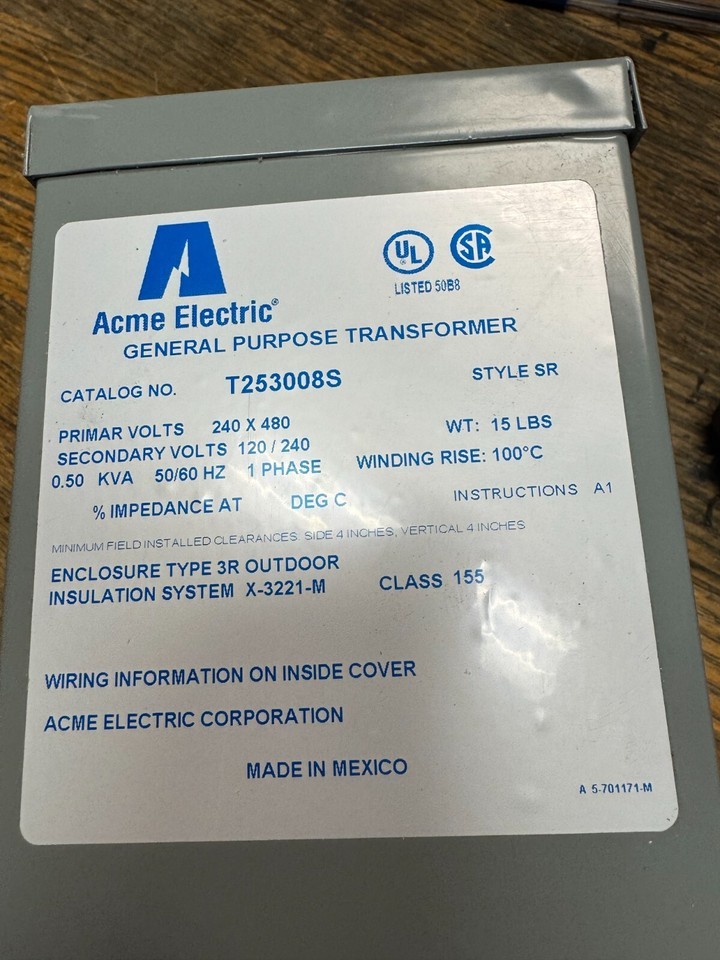 UL
SA
LISTED 50B8
Acme Electric®
GENERAL PURPOSE TRANSFORMER
CATALOG NO. T253008S STYLE SR
PRIMAR VOLTS 240 X 480 WT: 15 LBS
SECONDARY VOLTS 120 / 240
0.50 KVA 50/60 HZ 1 PHASE WINDING RISE: 100°C
% IMPEDANCE AT DEG C INSTRUCTIONS A1
MINIMUM FIELD INSTALLED CLEARANCES: SIDE 4 INCHES, VERTICAL 4 INCHES
ENCLOSURE TYPE 3R OUTDOOR
INSULATION SYSTEM X-3221-M CLASS 155
WIRING INFORMATION ON INSIDE COVER
ACME ELECTRIC CORPORATION
MADE IN MEXICO
A 5-701171-M